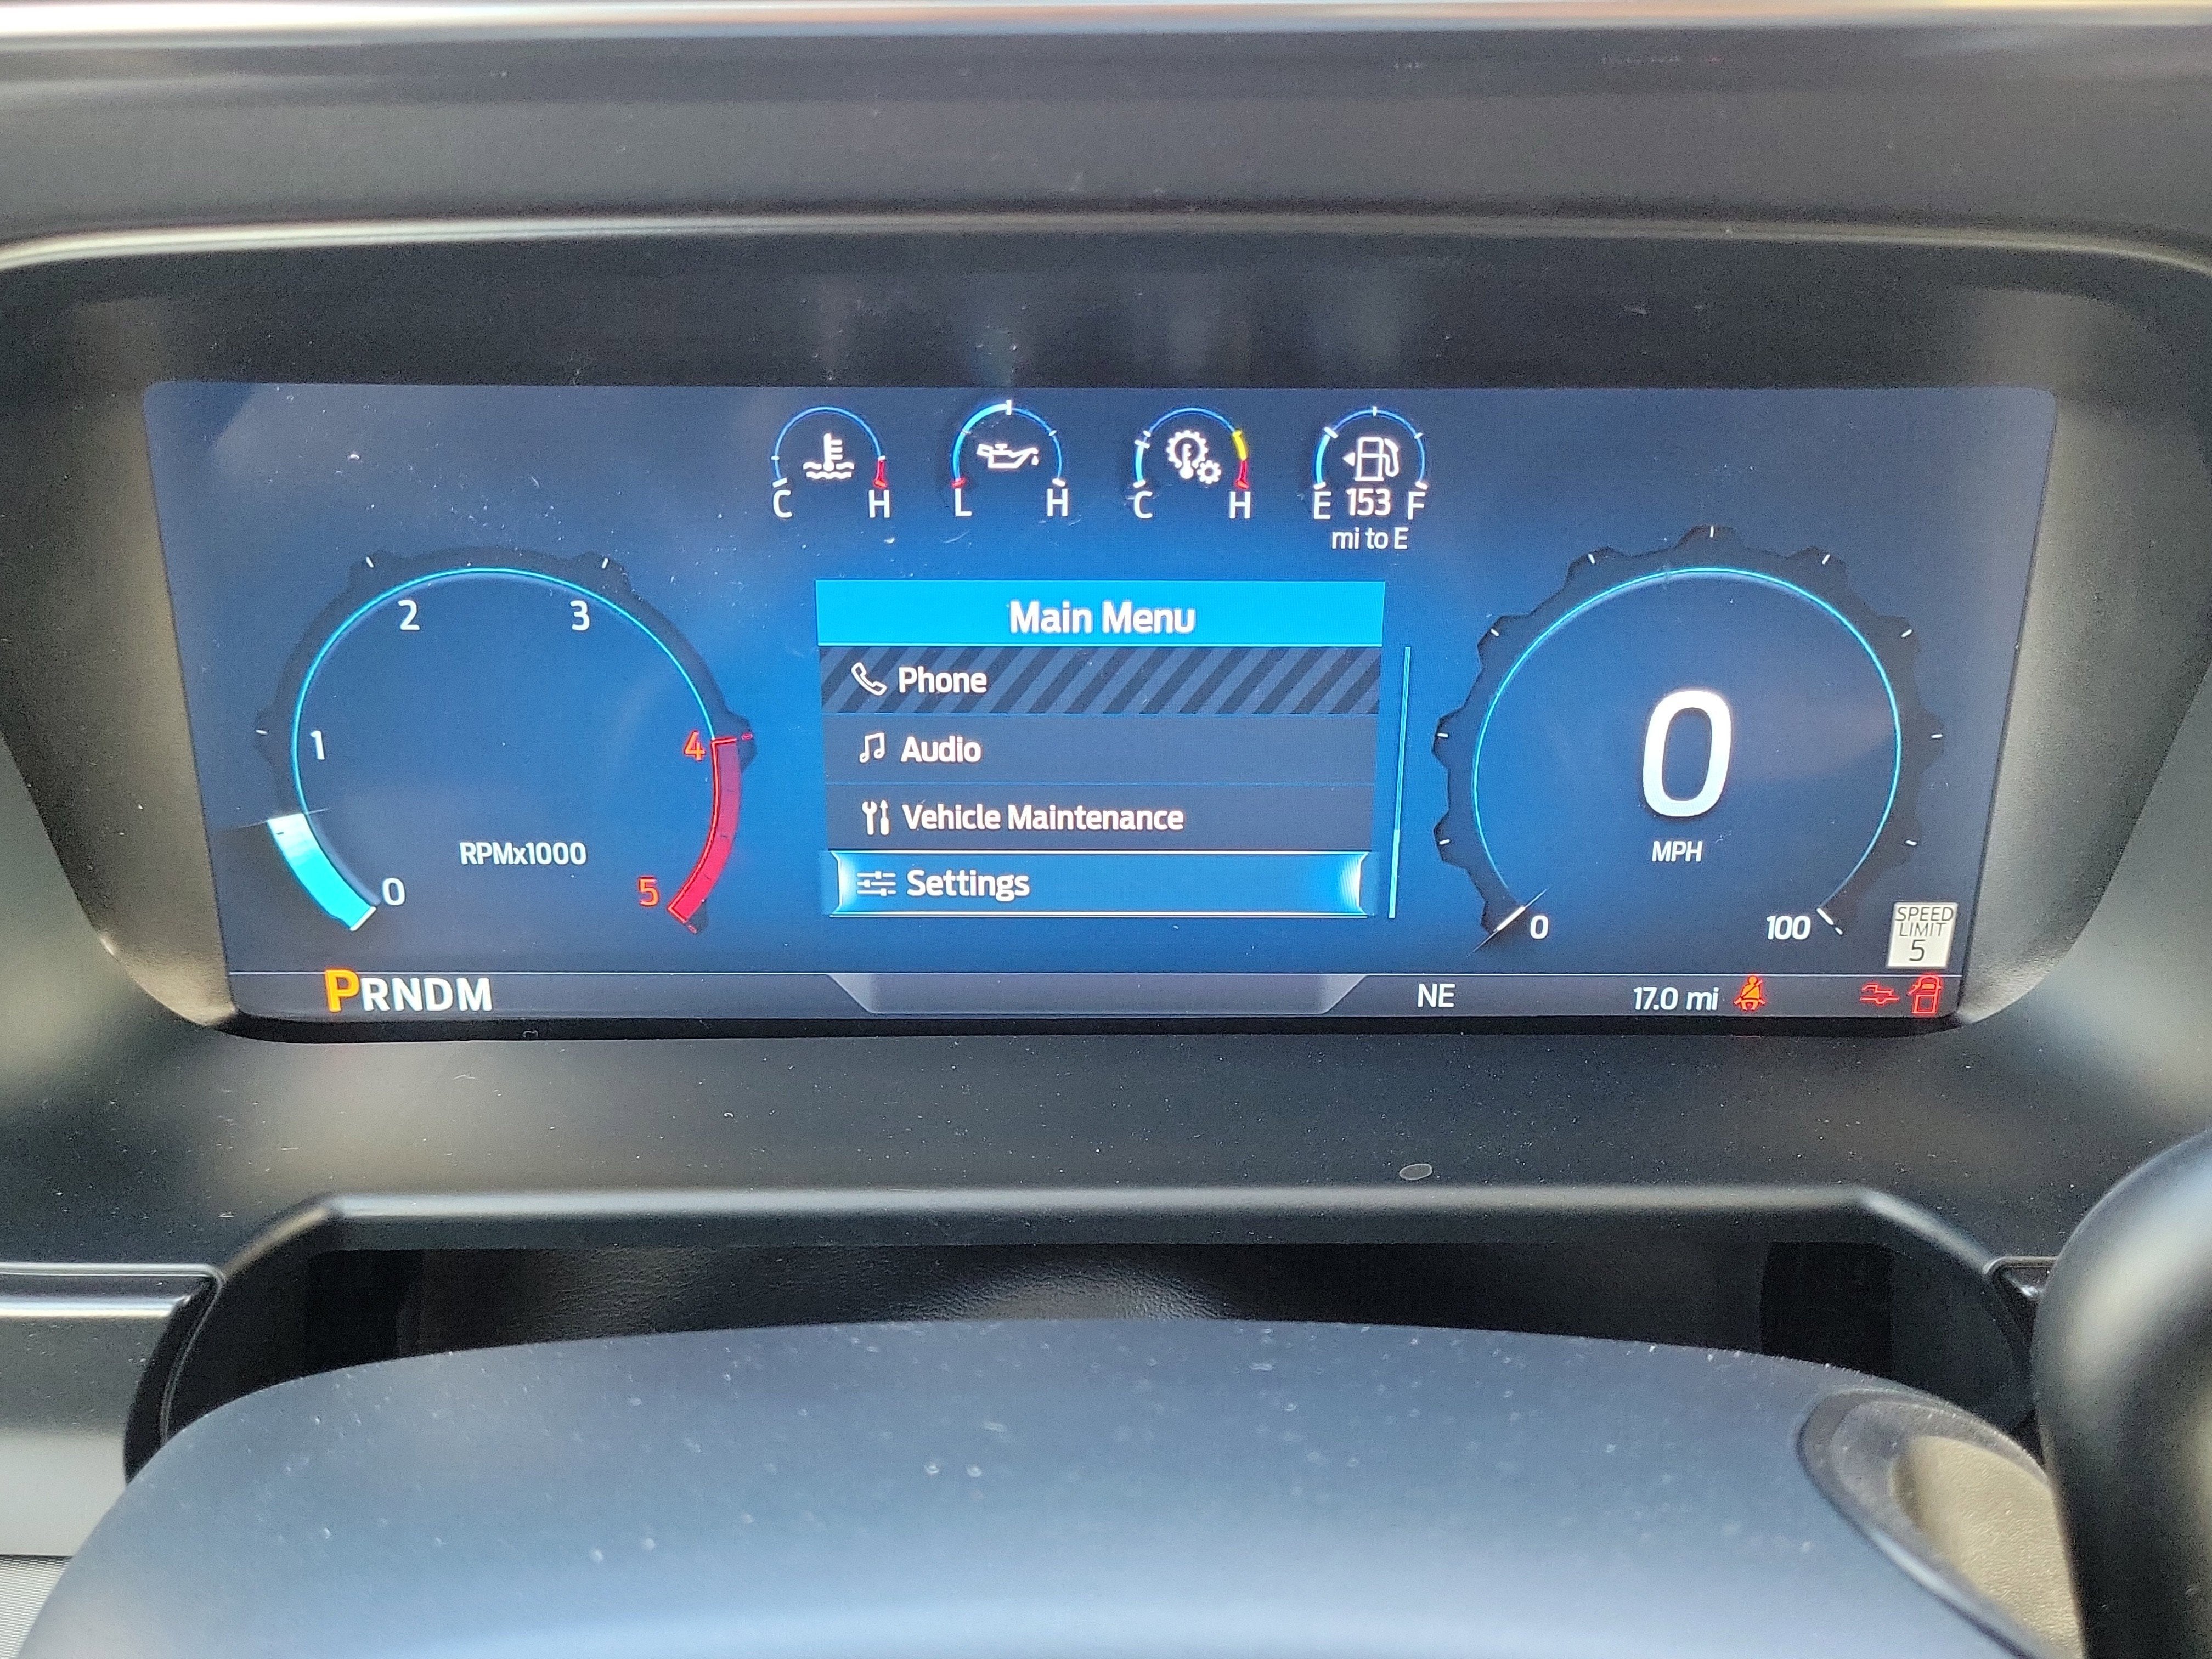 C H L H C H E 153 F
mi to E
Main Menu
Phone
Audio
Vehicle Maintenance
Settings
2 3
1 4
RPMx1000
0 5
0
MPH
0 100
SPEED
LIMIT
5
PRNDM
NE
17.0 mi